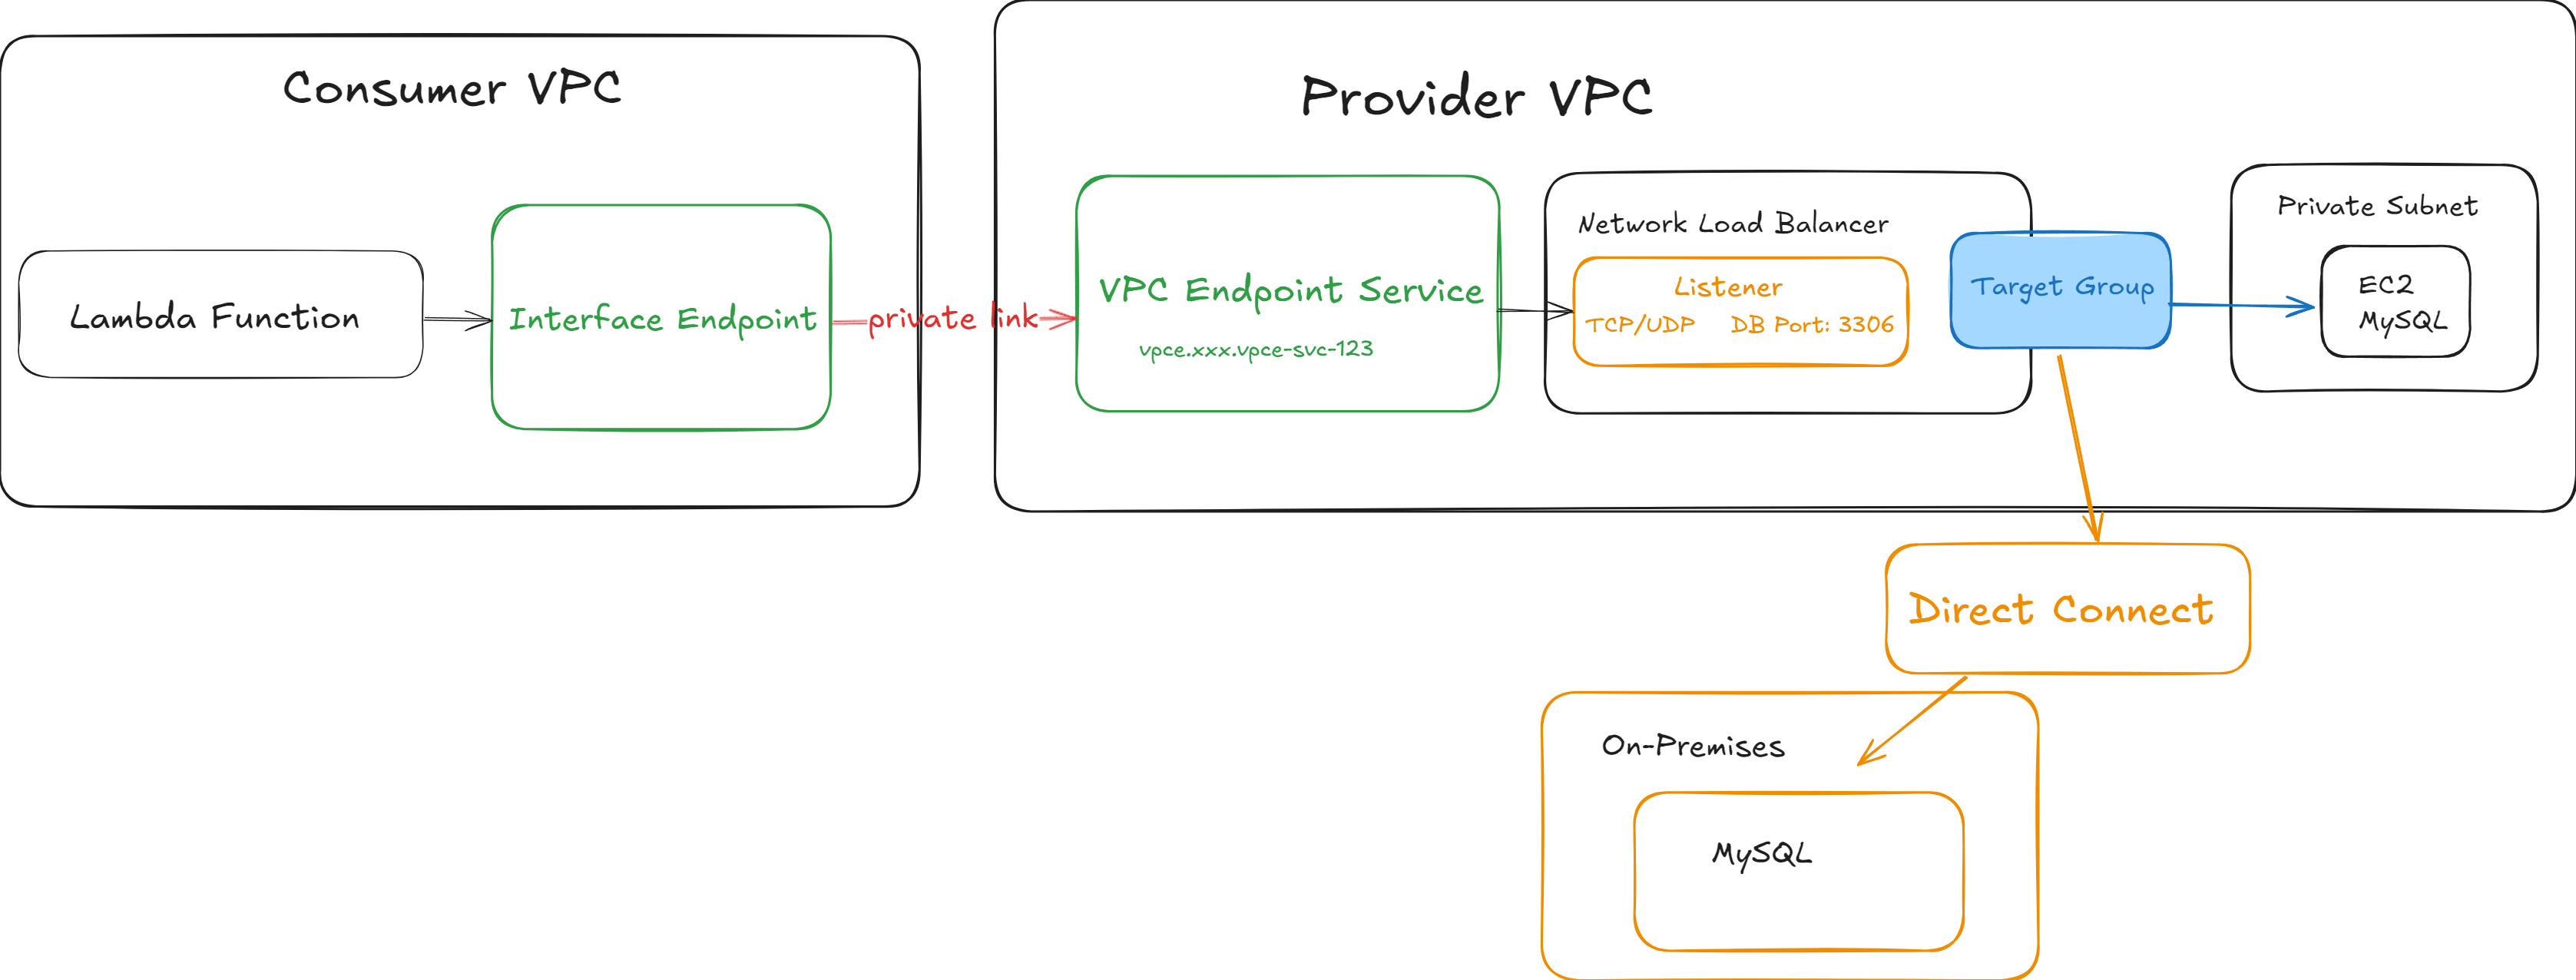 Consumer VPC
Lambda Function
Interface Endpoint
private link
Provider VPC
VPC Endpoint Service
vpce.xxx.vpce-svc-123
Network Load Balancer
Listener
TCP/UDP DB Port: 3306
Target Group
Private Subnet
EC2
MySQL
Direct Connect
On-Premises
MySQL